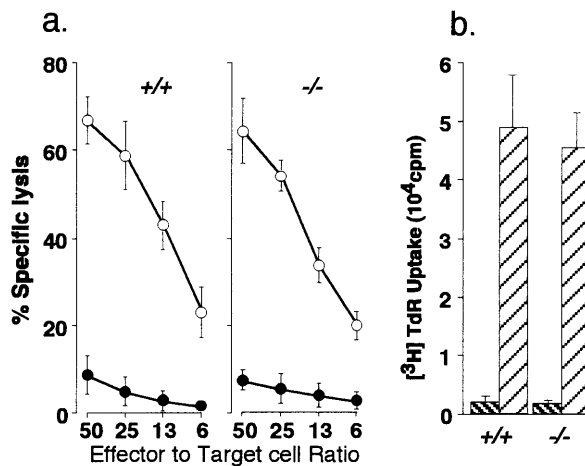 a.
b.
+/+
-/-
% Specific lysis
80
60
40
20
0
50 25 13 6
50 25 13 6
Effector to Target cell Ratio
[³H] TdR Uptake (10⁴cpm)
6
5
4
3
2
1
0
+/+
-/-